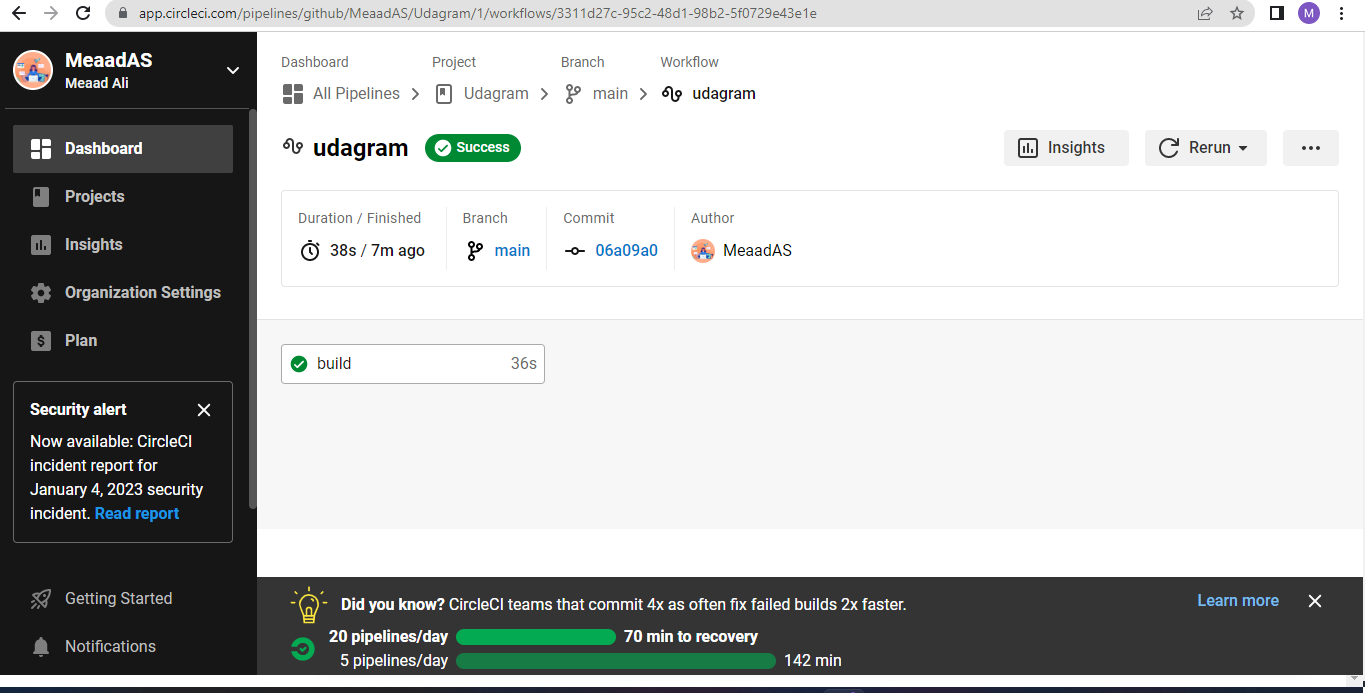 app.circleci.com/pipelines/github/MeaadAS/Udagram/1/workflows/3311d27c-95c2-48d1-98b2-5f0729e43e1e
M
MeaadAS
Meaad Ali
Dashboard
Projects
Insights
Organization Settings
$ Plan
Security alert
Now available: CircleCI
incident report for
January 4, 2023 security
incident. Read report
Getting Started
Notifications
Dashboard Project Branch Workflow
All Pipelines Udagram main udagram
udagram Success Insights Rerun
Duration / Finished Branch Commit Author
38s / 7m ago main 06a09a0 MeaadAS
build 36s
Did you know? CircleCI teams that commit 4x as often fix failed builds 2x faster. Learn more
20 pipelines/day 70 min to recovery
5 pipelines/day 142 min